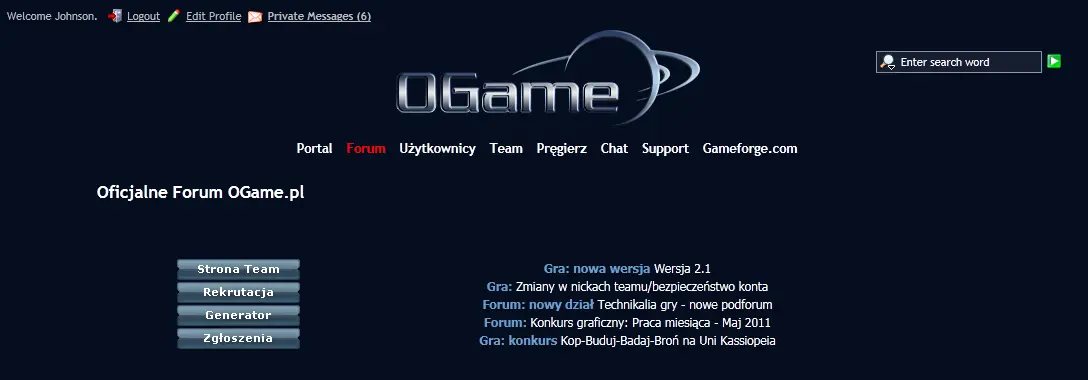 Welcome Johnson. Logout Edit Profile Private Messages (6)
Enter search word
OGame
Portal Forum Użytkownicy Team Pręgierz Chat Support Gameforge.com
Oficjalne Forum OGame.pl
Strona Team
Rekrutacja
Generator
Zgłoszenia
Gra: nowa wersja Wersja 2.1
Gra: Zmiany w nickach teamu/bezpieczeństwo konta
Forum: nowy dział Technikalia gry - nowe podforum
Forum: Konkurs graficzny: Praca miesiąca - Maj 2011
Gra: konkurs Kop-Buduj-Badaj-Broń na Uni Kassiopeia